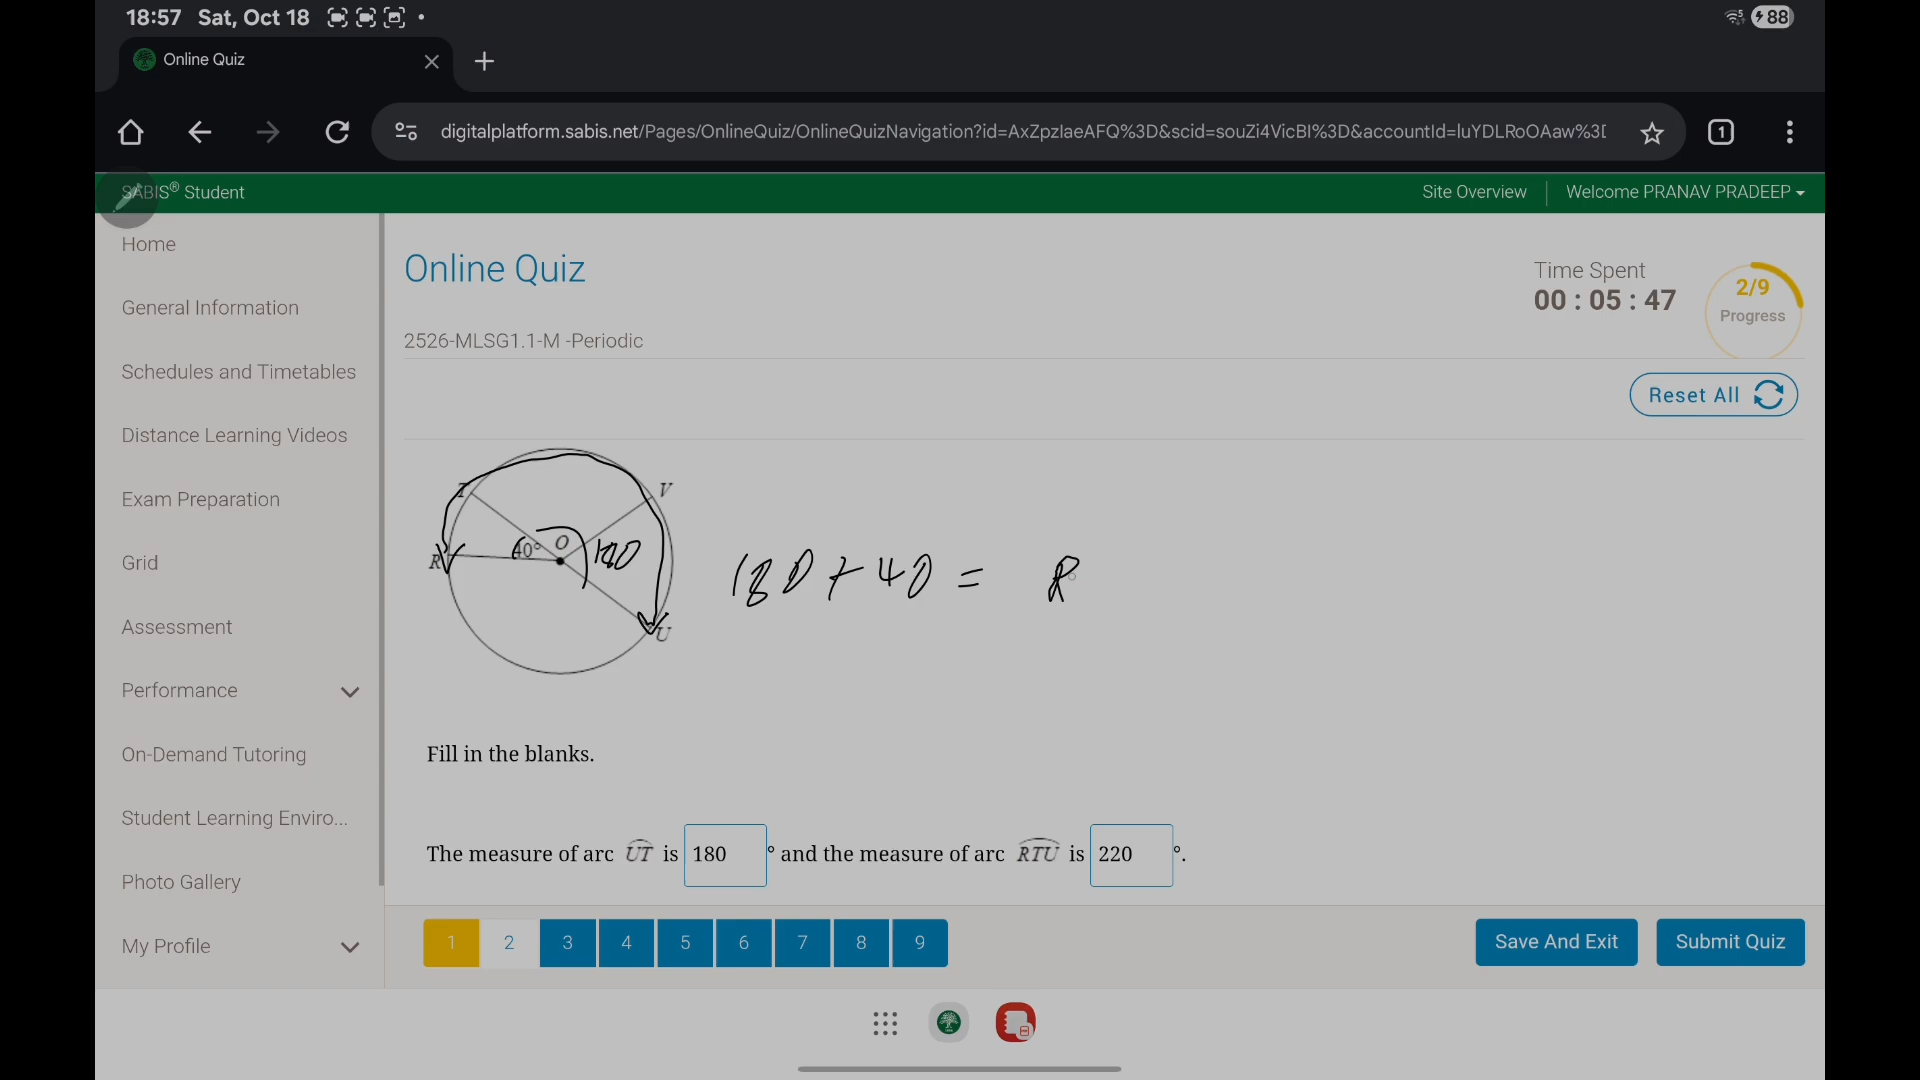 18:57 Sat, Oct 18
88
Online Quiz
digitalplatform.sabis.net/Pages/OnlineQuiz/OnlineQuizNavigation?id=AxZpzIaeAFQ%3D&scid=souZi4VicBI%3D&accountId=luYDLRoOAaw%3D
1
SABIS® Student
Site Overview
Welcome PRANAV PRADEEP
Home
General Information
Schedules and Timetables
Distance Learning Videos
Exam Preparation
Grid
Assessment
Performance
On-Demand Tutoring
Student Learning Enviro...
Photo Gallery
My Profile
Online Quiz
Time Spent
00 : 05 : 47
2/9
Progress
2526-MLSG1.1-M -Periodic
Reset All
T
V
R
40°
O
180
U
180 + 40 =
Fill in the blanks.
The measure of arc UT is 180 ° and the measure of arc RTU is 220 °.
1 2 3 4 5 6 7 8 9
Save And Exit
Submit Quiz